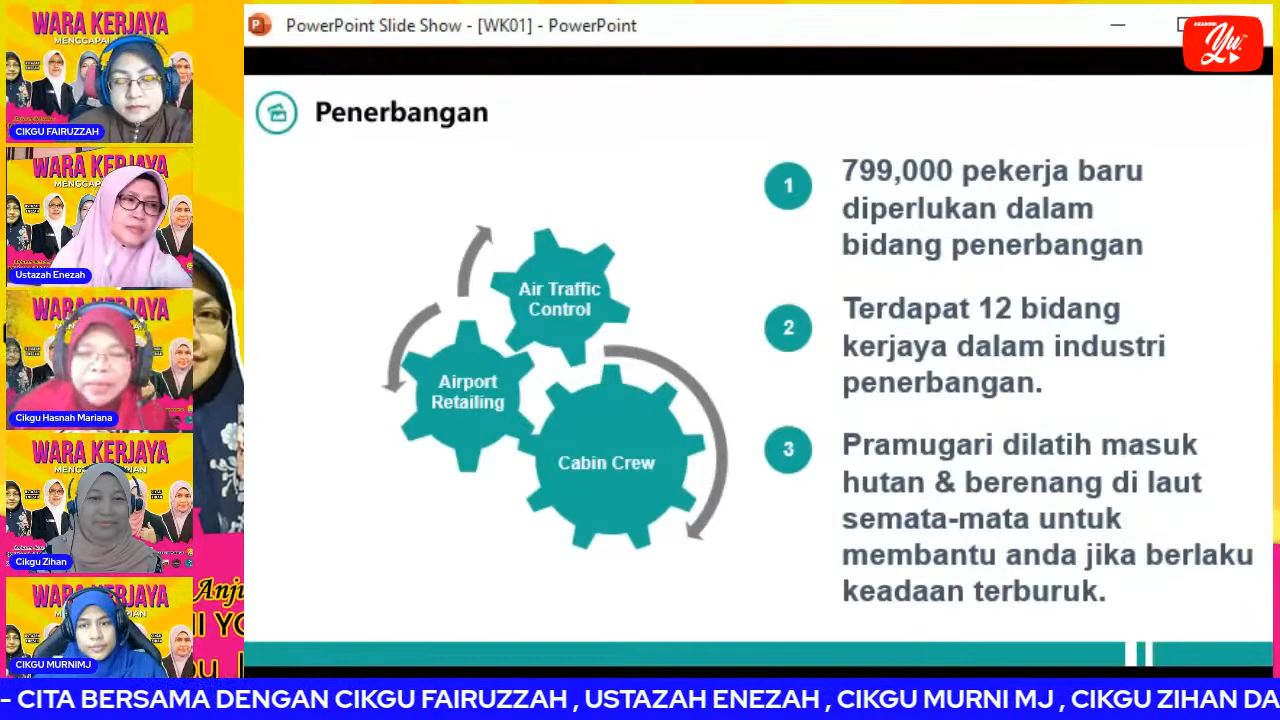 PowerPoint Slide Show - [WK01] - PowerPoint
AKADEMI
Yu
Penerbangan
1
799,000 pekerja baru
diperlukan dalam
bidang penerbangan
2
Terdapat 12 bidang
kerjaya dalam industri
penerbangan.
3
Pramugari dilatih masuk
hutan & berenang di laut
semata-mata untuk
membantu anda jika berlaku
keadaan terburuk.
Air Traffic
Control
Airport
Retailing
Cabin Crew
WARA KERJAYA
MENGGAPAI
CIKGU FAIRUZZAH
WARA KERJAYA
Ustazah Enezah
WARA KERJAYA
Cikgu Hasnah Mariana
WARA KERJAYA
Cikgu Zihan
WARA KERJAYA
CIKGU MURNIMJ
Anju
- CITA BERSAMA DENGAN CIKGU FAIRUZZAH , USTAZAH ENEZAH , CIKGU MURNI MJ , CIKGU ZIHAN DA